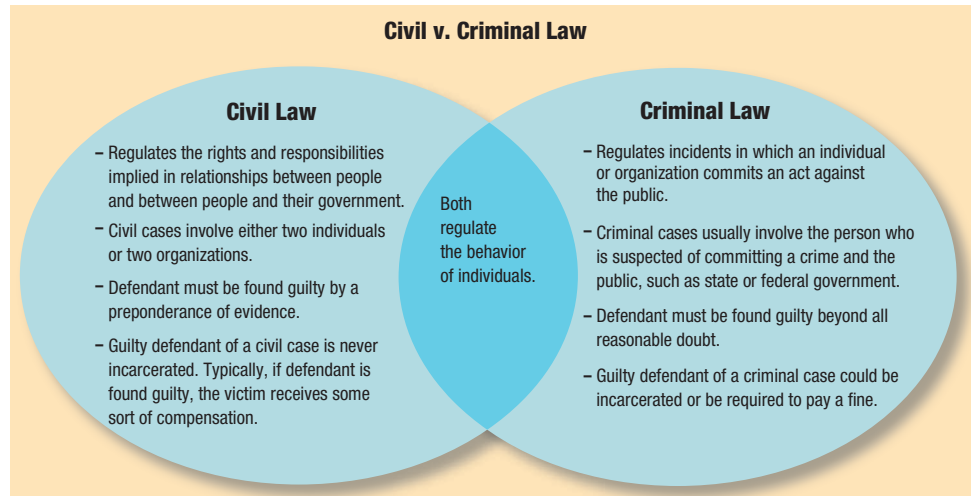 Civil v. Criminal Law
Civil Law
– Regulates the rights and responsibilities
implied in relationships between people
and between people and their government.
– Civil cases involve either two individuals
or two organizations.
– Defendant must be found guilty by a
preponderance of evidence.
– Guilty defendant of a civil case is never
incarcerated. Typically, if defendant is
found guilty, the victim receives some
sort of compensation.
Both
regulate
the behavior
of individuals.
Criminal Law
– Regulates incidents in which an individual
or organization commits an act against
the public.
– Criminal cases usually involve the person who
is suspected of committing a crime and the
public, such as state or federal government.
– Defendant must be found guilty beyond all
reasonable doubt.
– Guilty defendant of a criminal case could be
incarcerated or be required to pay a fine.